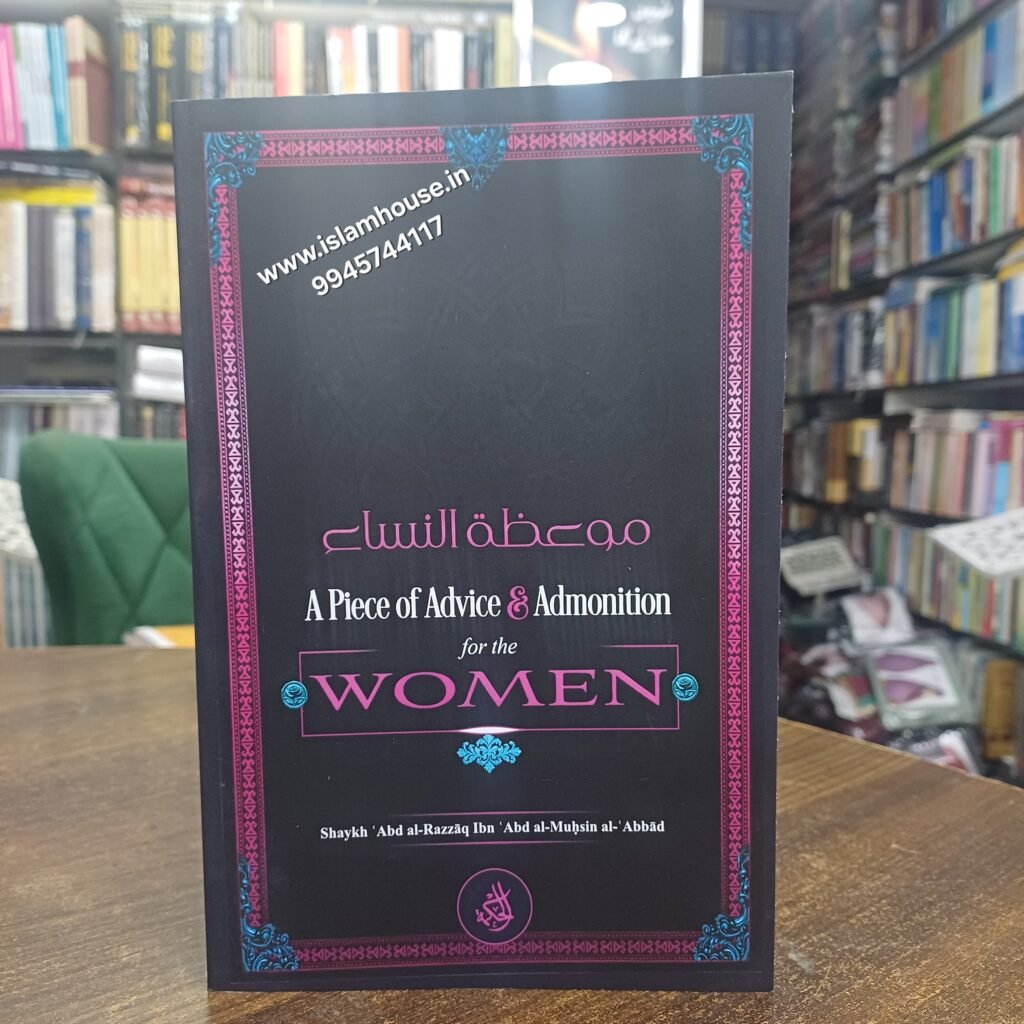 www.islamhouse.in
9945744117
موعظة النساء
A Piece of Advice & Admonition
for the
WOMEN
Shaykh ʿAbd al-Razzāq Ibn ʿAbd al-Muḥsin al-ʿAbbād
الحكمة